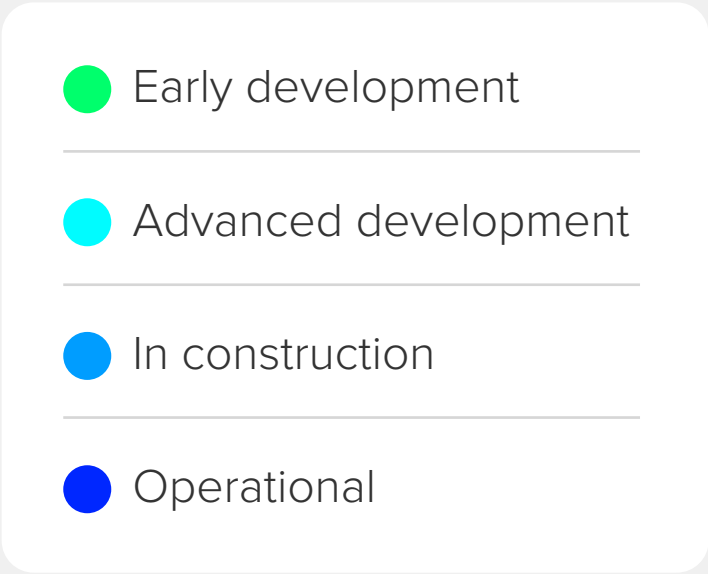 Early development
Advanced development
In construction
Operational